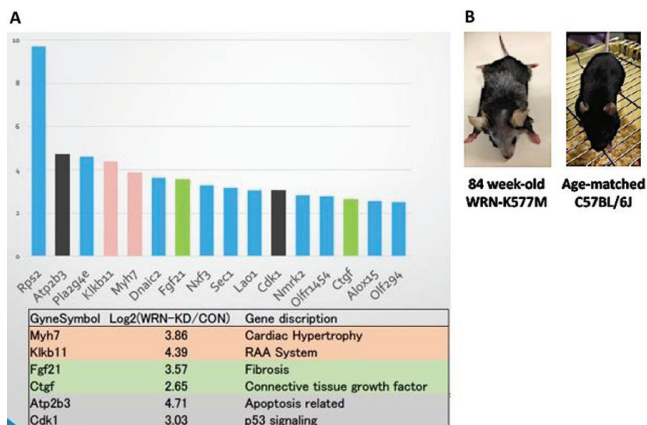 A
10
8
6
4
2
0
Rps2
Atp2b3
Pla2g4e
Klkb11
Myh7
Dnaic2
Fgf21
Nxf3
Sec1
Lao1
Cdk1
Nmrk2
Olfr1454
Ctgf
Alox15
Olf294
GyneSymbol Log2(WRN-KD/CON) Gene discription
Myh7 3.86 Cardiac Hypertrophy
Klkb11 4.39 RAA System
Fgf21 3.57 Fibrosis
Ctgf 2.65 Connective tissue growth factor
Atp2b3 4.71 Apoptosis related
Cdk1 3.03 p53 signaling
B
84 week-old
WRN-K577M
Age-matched
C57BL/6J